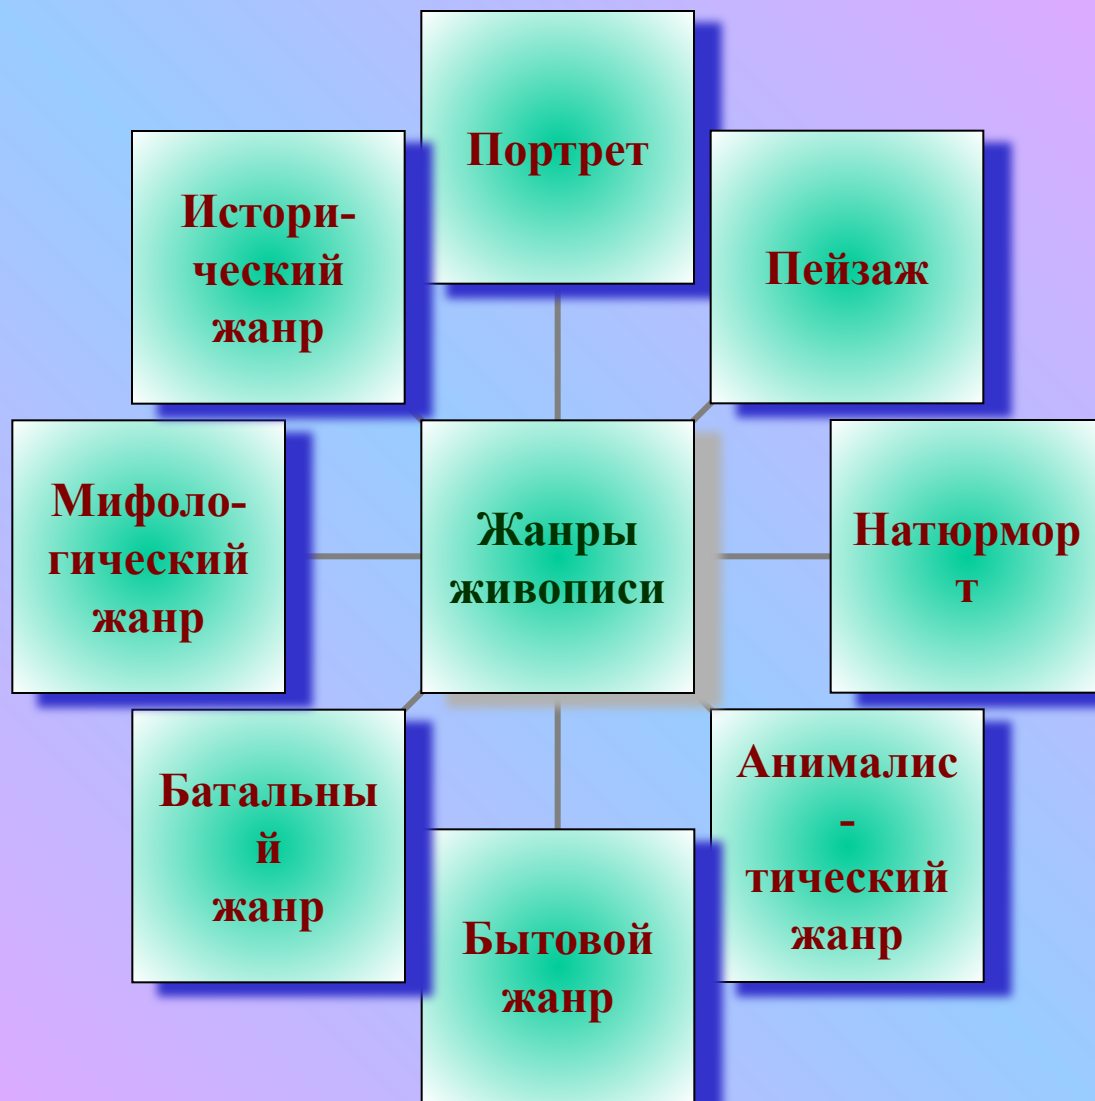 Портрет
Истори-
ческий
жанр
Пейзаж
Мифоло-
гический
жанр
Жанры
живописи
Натюрмор
т
Батальны
й
жанр
Анималис
-
тический
жанр
Бытовой
жанр